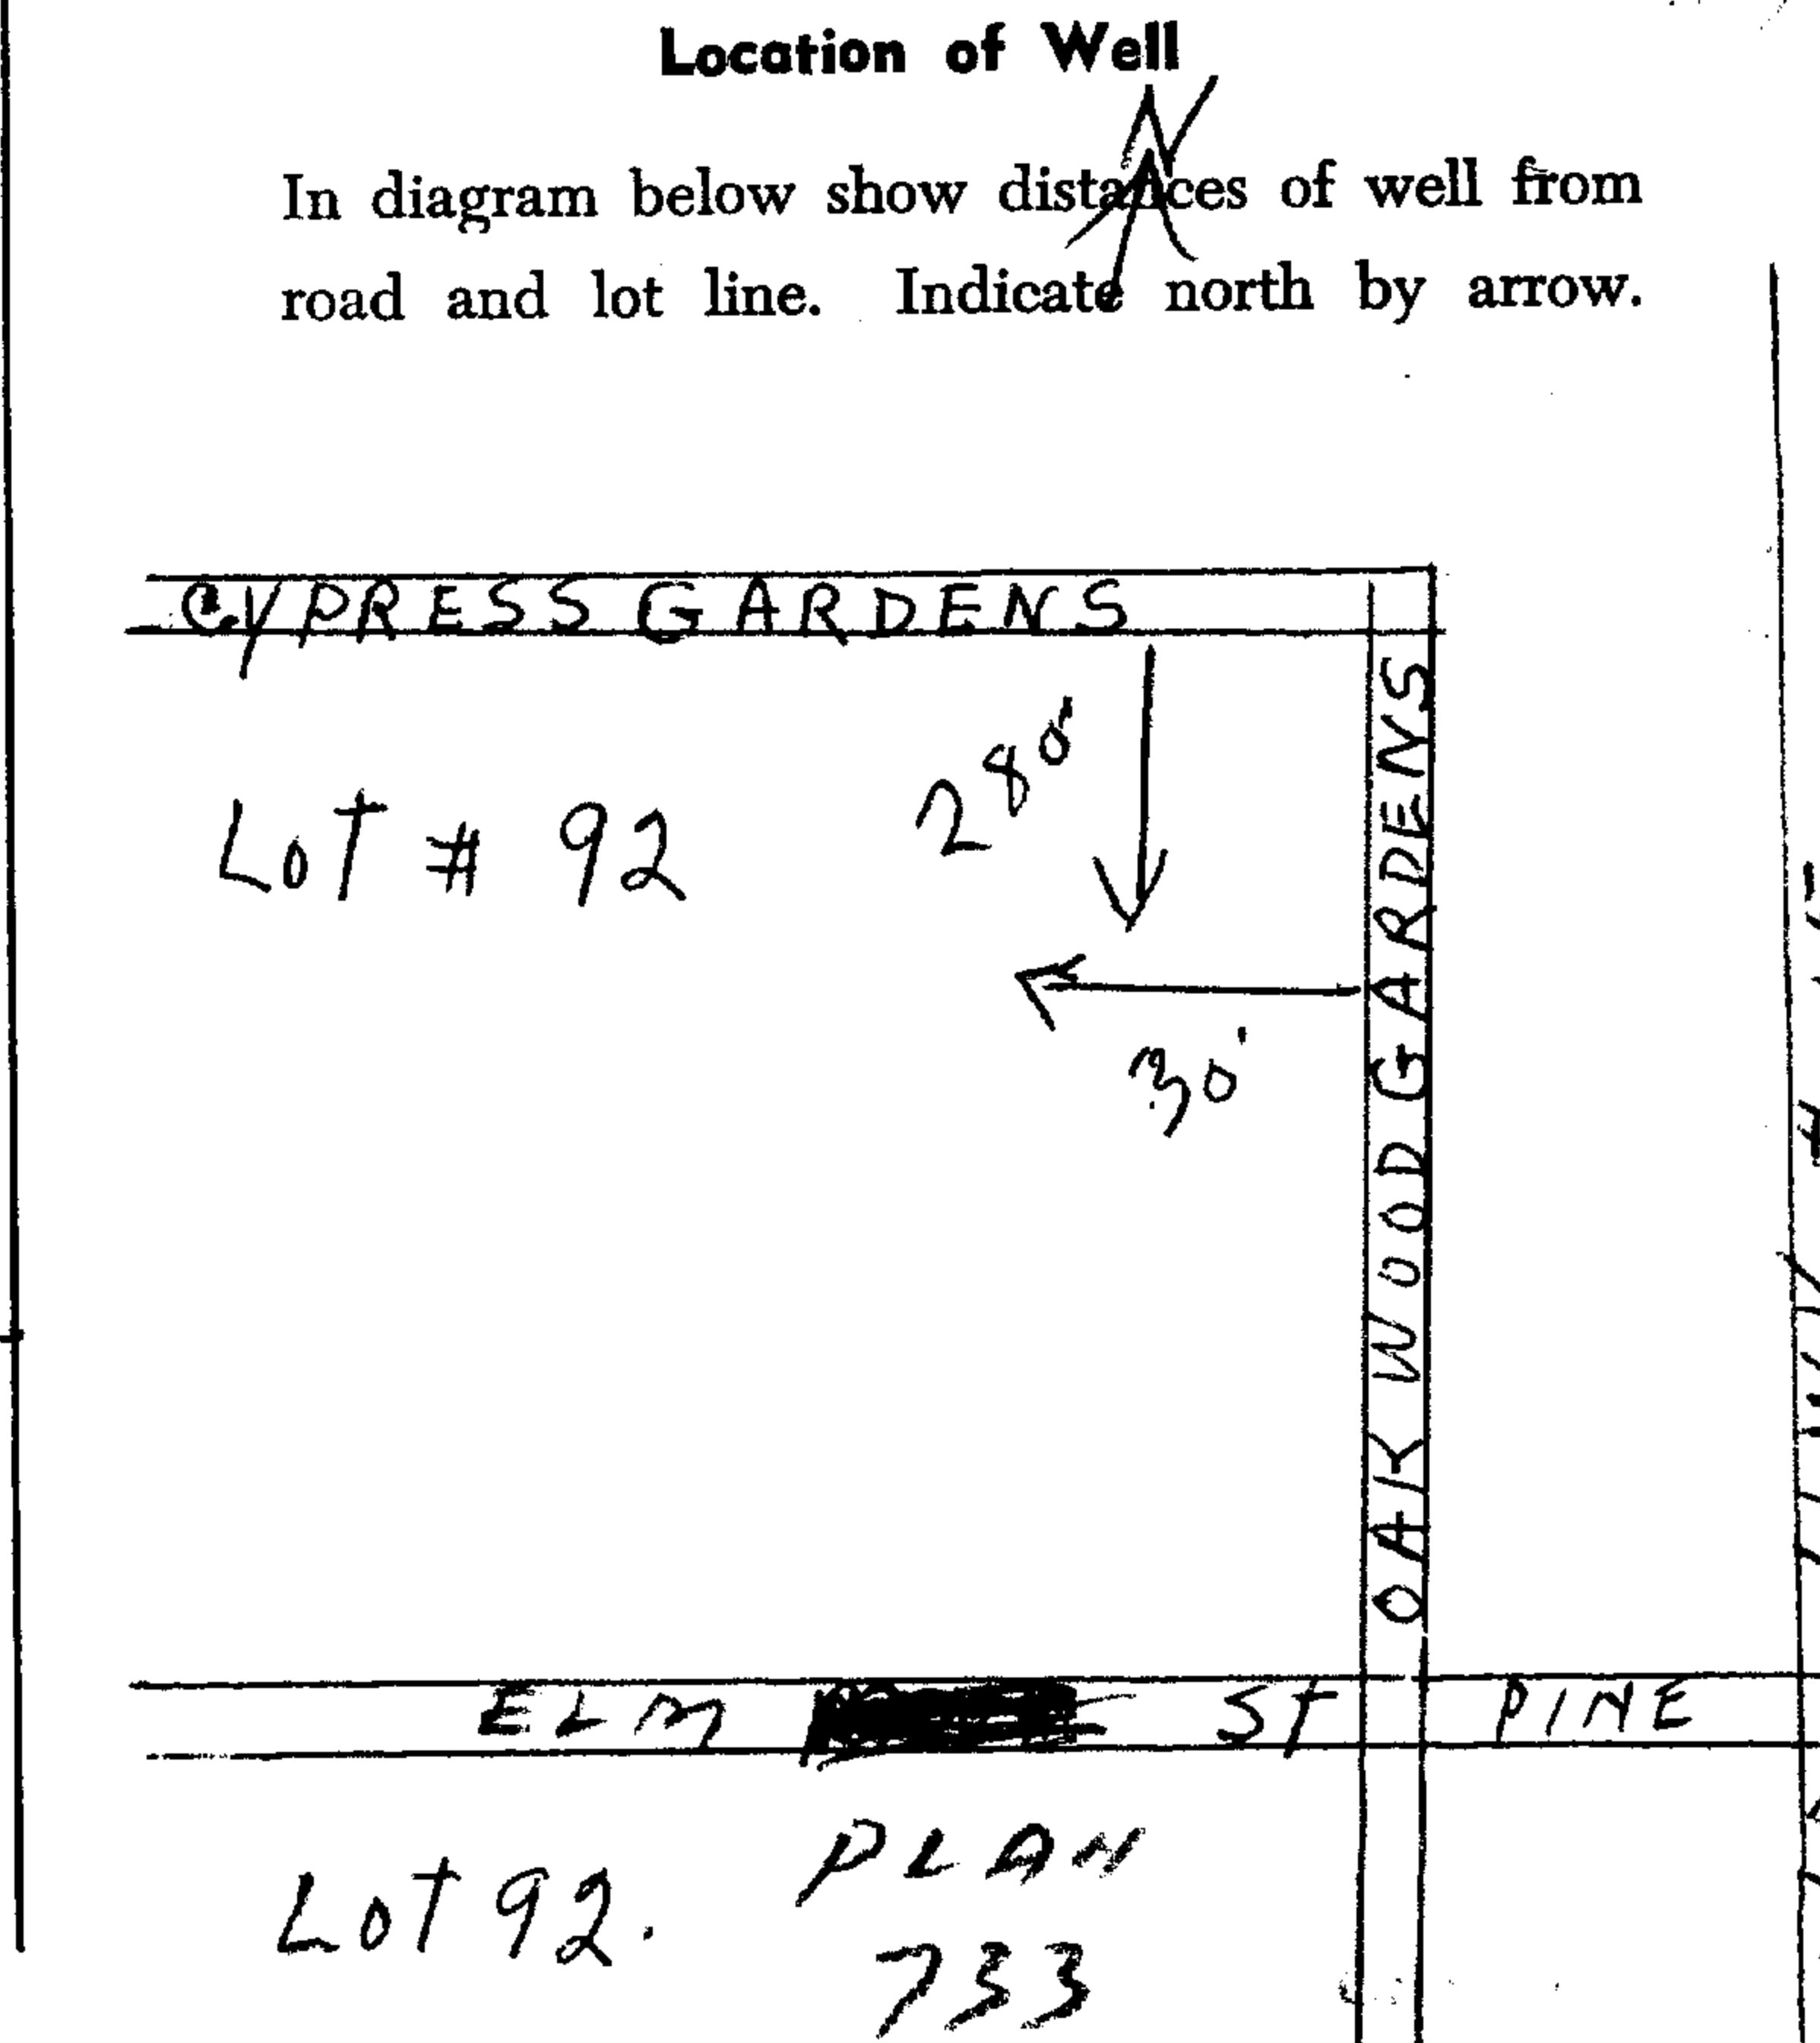 Location of Well
N
In diagram below show distances of well from
road and lot line. Indicate north by arrow.
CYPRESS GARDENS
OAKWOOD GARDENS
280'
LOT # 92
30'
ELM ST PINE
PLAN
LOT 92.
733